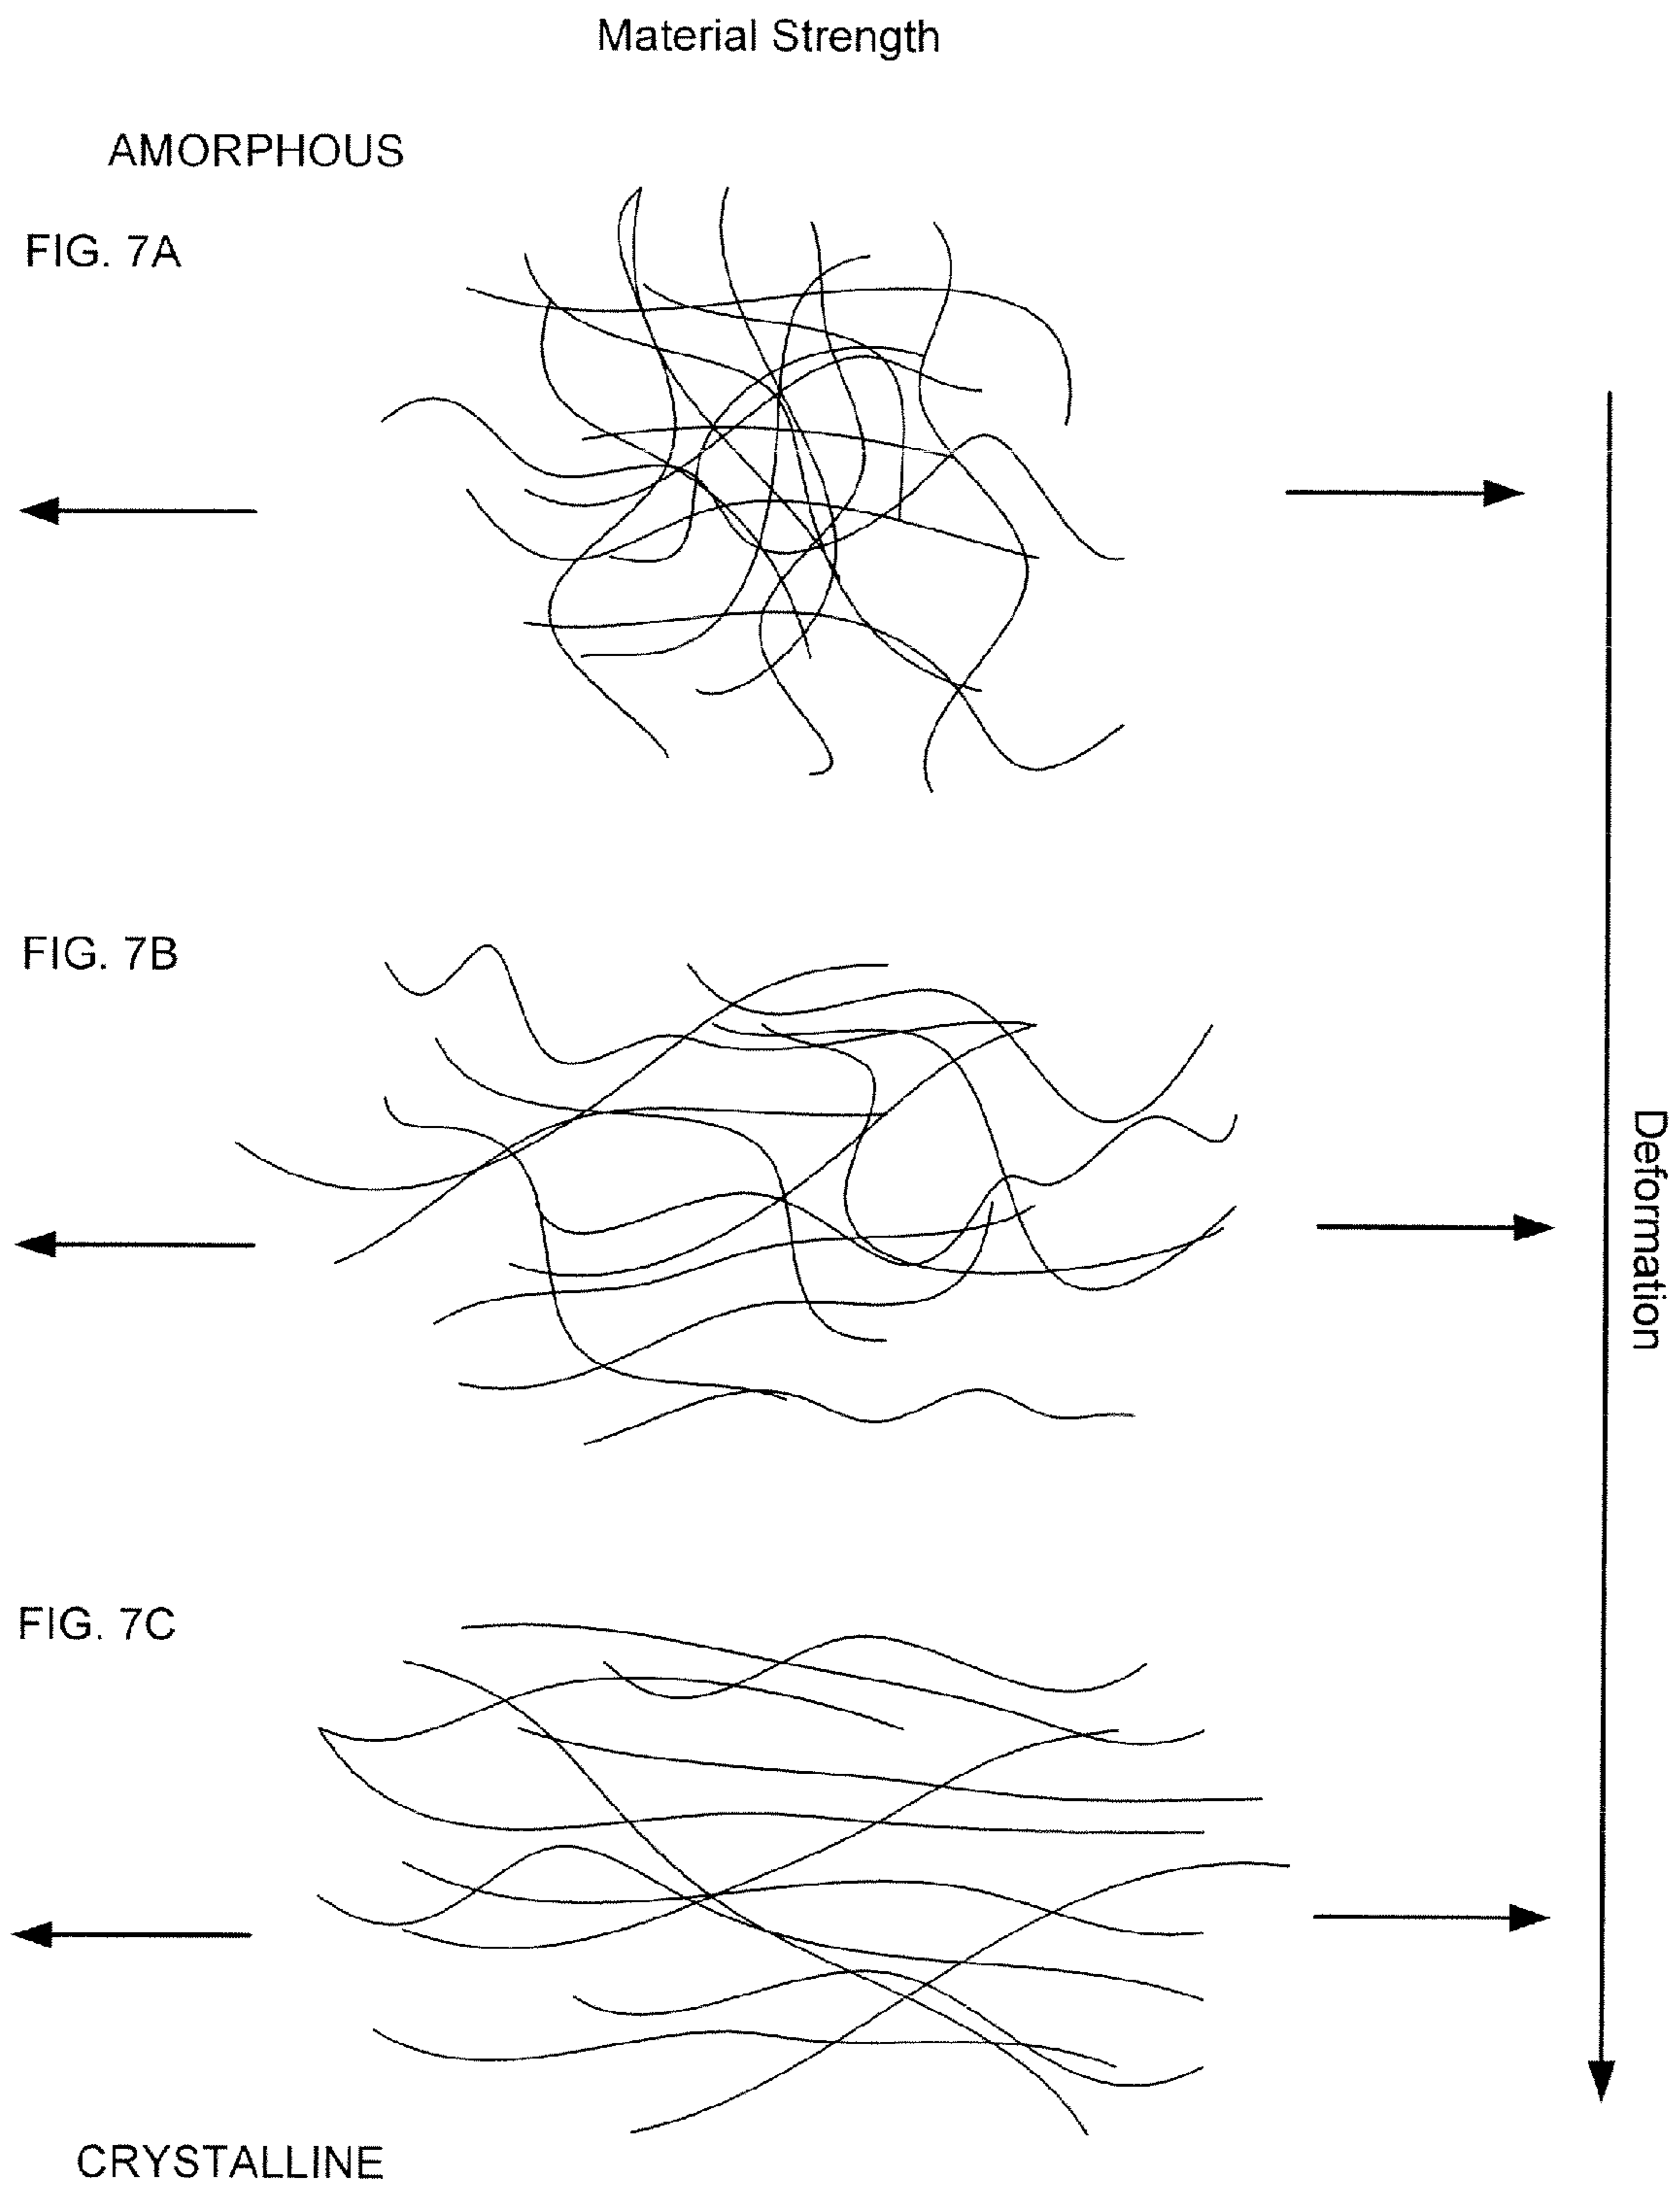 Material Strength
AMORPHOUS
FIG. 7A
FIG. 7B
Deformation
FIG. 7C
CRYSTALLINE